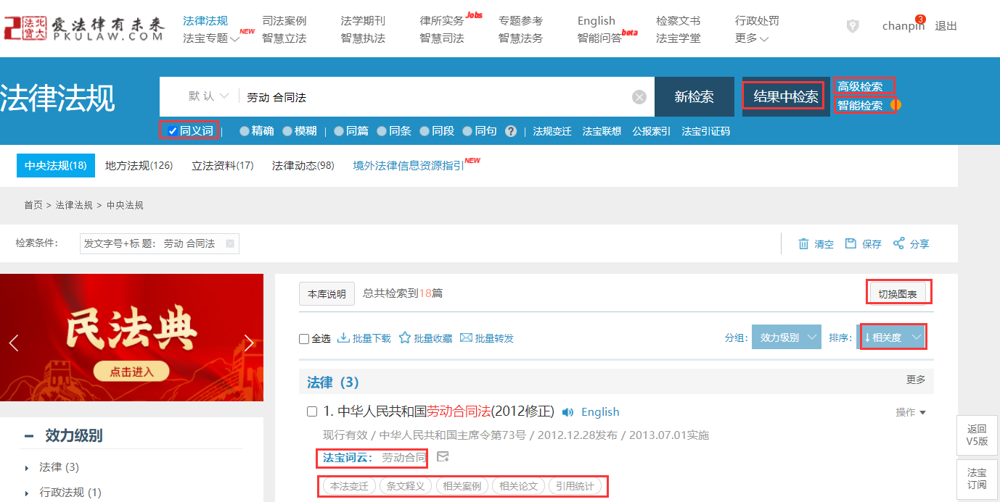 法律法规 司法案例 法学期刊 律所实务 Jobs 专题参考 English 检察文书 行政处罚
法宝专题 NEW 智慧立法 智慧执法 智慧司法 智慧法务 智能问答 beta 法宝学堂 更多
北大法宝 爱法律有未来
PKULAW.COM
chanpin 3 退出
法律法规
默认 劳动 合同法 新检索 结果中检索
高级检索
智能检索
同义词 | 精确 模糊 | 同篇 同条 同段 同句 ? | 法规变迁 法宝联想 公报索引 法宝引证码
中央法规(18) 地方法规(126) 立法资料(17) 法律动态(98) 境外法律信息资源指引 NEW
首页 > 法律法规 > 中央法规
检索条件: 发文字号+标 题: 劳动 合同法 清空 保存 分享
民法典
点击进入
本库说明 总共检索到18篇 切换图表
全选 批量下载 批量收藏 批量转发 分组: 效力级别 排序: ↓相关度
法律（3） 更多
1. 中华人民共和国劳动合同法(2012修正) English 操作
现行有效 / 中华人民共和国主席令第73号 / 2012.12.28发布 / 2013.07.01实施
法宝词云: 劳动合同
本法变迁 条文释义 相关案例 相关论文 引用统计
效力级别
法律 (3)
行政法规 (1)
返回
V5版
法宝
订阅